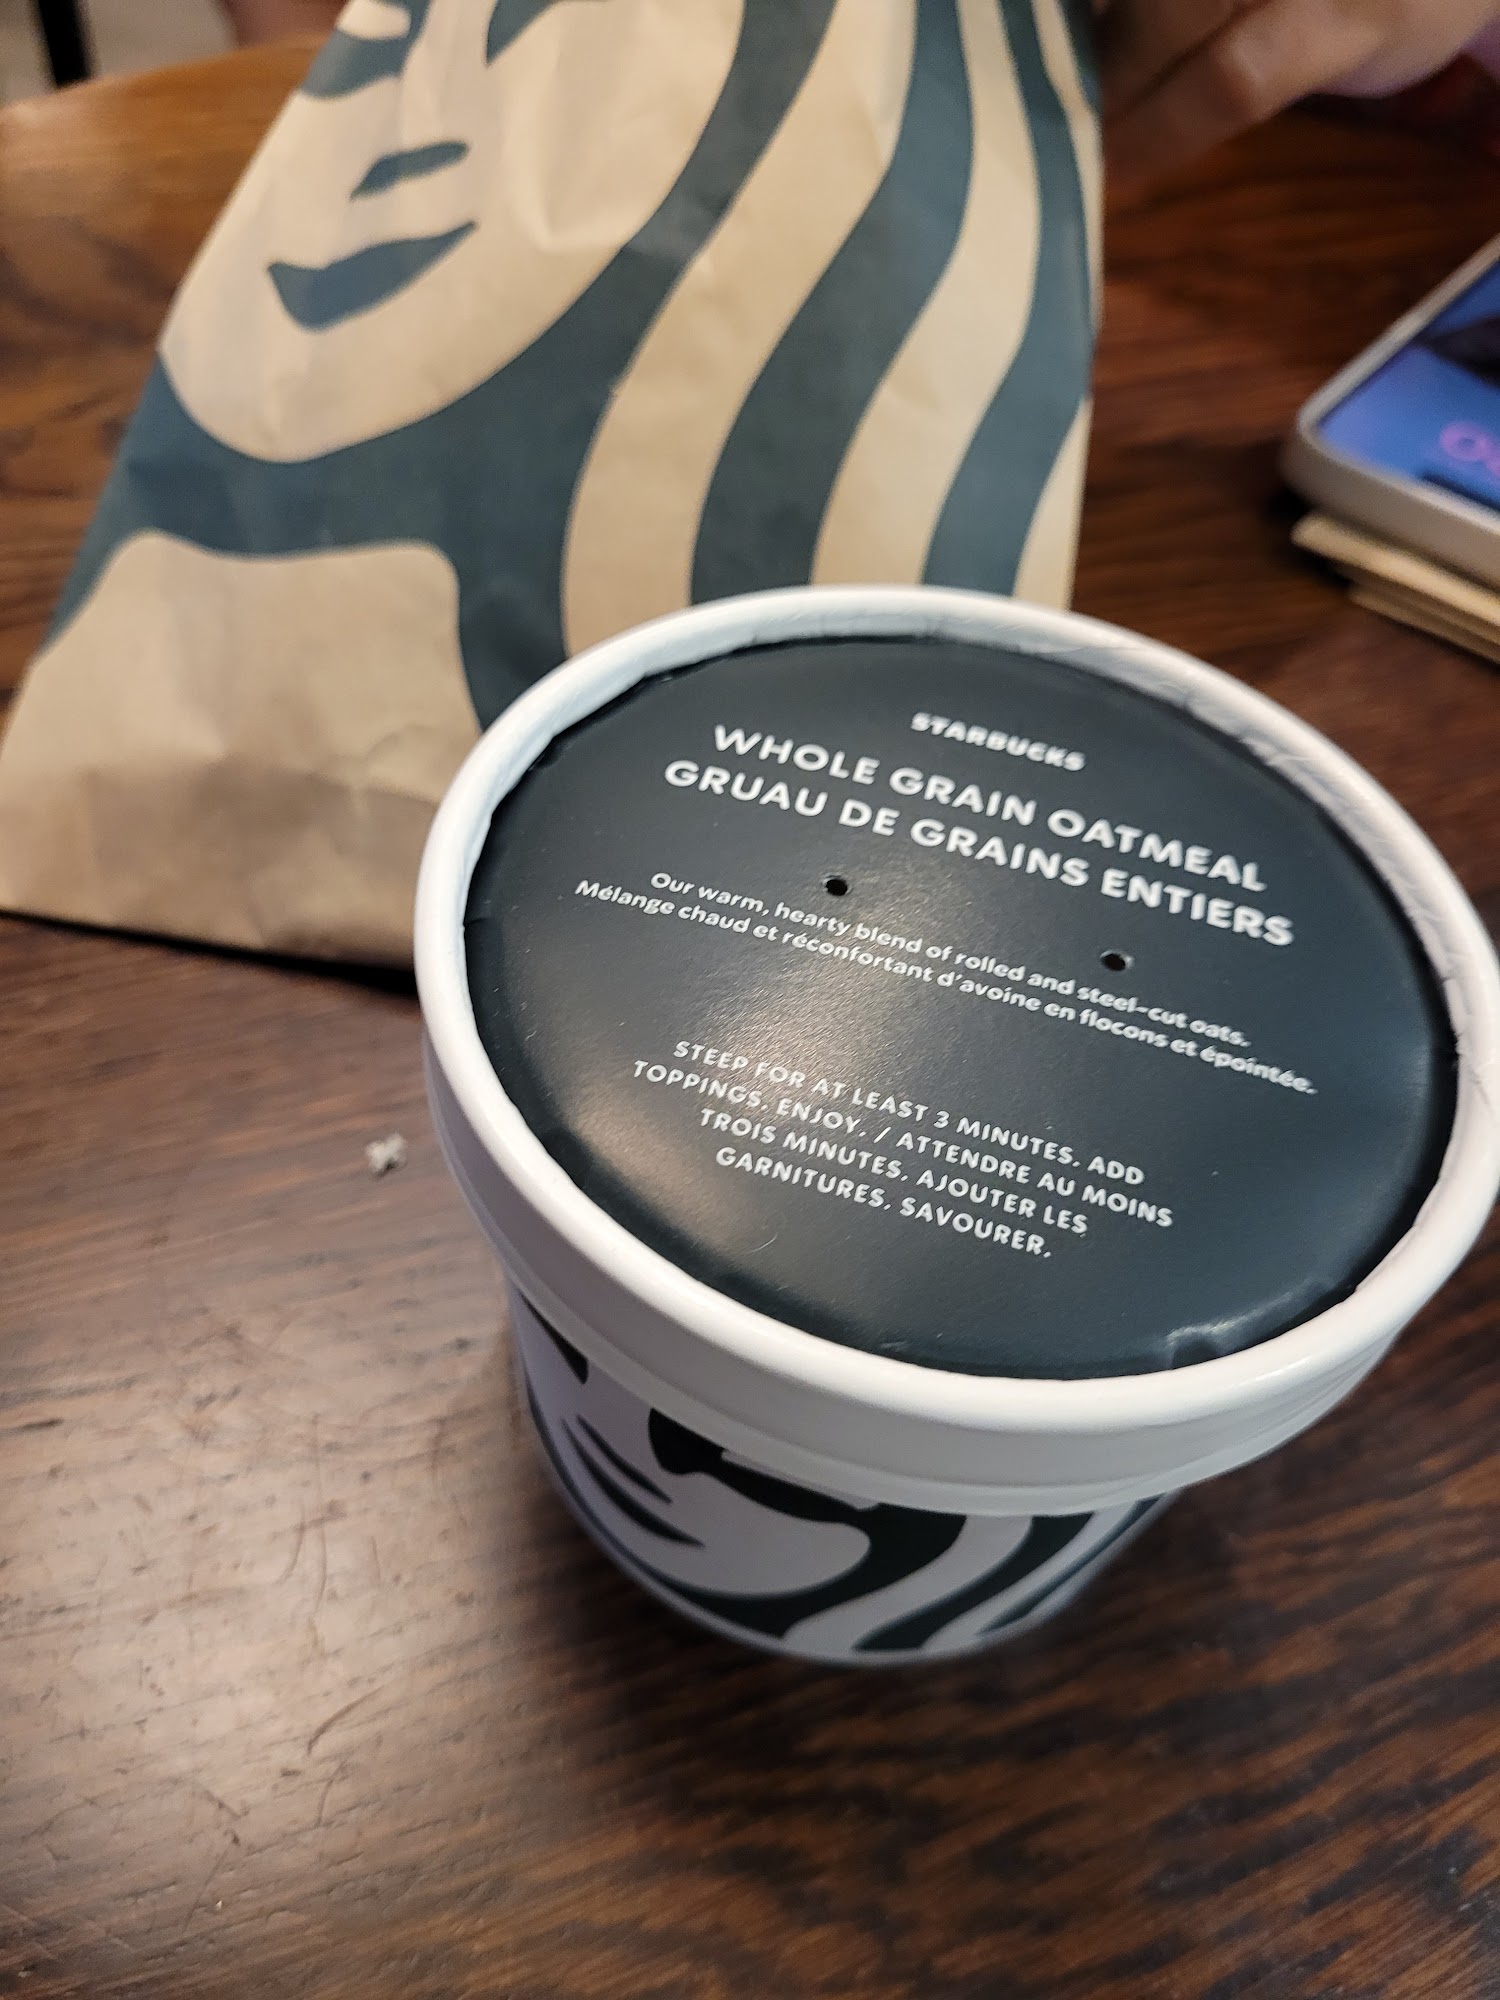 STARBUCKS
WHOLE GRAIN OATMEAL
GRUAU DE GRAINS ENTIERS
Our warm, hearty blend of rolled and steel-cut oats.
Mélange chaud et réconfortant d'avoine en flocons et épointée.
STEEP FOR AT LEAST 3 MINUTES. ADD
TOPPINGS. ENJOY. / ATTENDRE AU MOINS
TROIS MINUTES. AJOUTER LES
GARNITURES. SAVOURER.